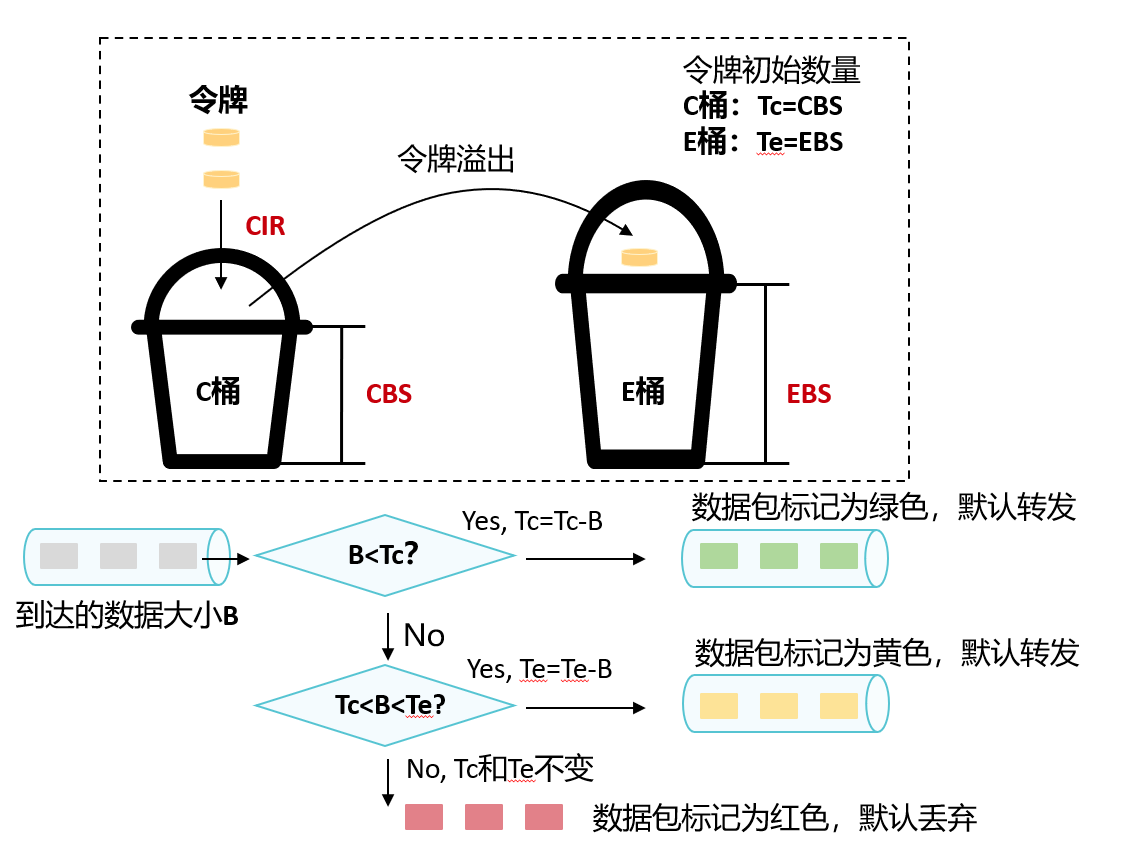 令牌
令牌初始数量
C桶：Tc=CBS
E桶：Te=EBS
令牌溢出
CIR
C桶
CBS
E桶
EBS
到达的数据大小B
B<Tc?
Yes, Tc=Tc-B
数据包标记为绿色，默认转发
No
Tc<B<Te?
Yes, Te=Te-B
数据包标记为黄色，默认转发
No, Tc和Te不变
数据包标记为红色，默认丢弃